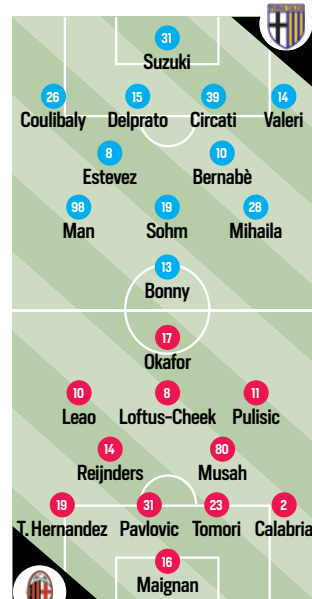 31
Suzuki
26 15 39 14
Coulibaly Delprato Circati Valeri
8 10
Estevez Bernabè
98 19 28
Man Sohm Mihaila
13
Bonny
17
Okafor
10 8 11
Leao Loftus-Cheek Pulisic
14 80
Reijnders Musah
19 31 23 2
T. Hernandez Pavlovic Tomori Calabria
16
Maignan